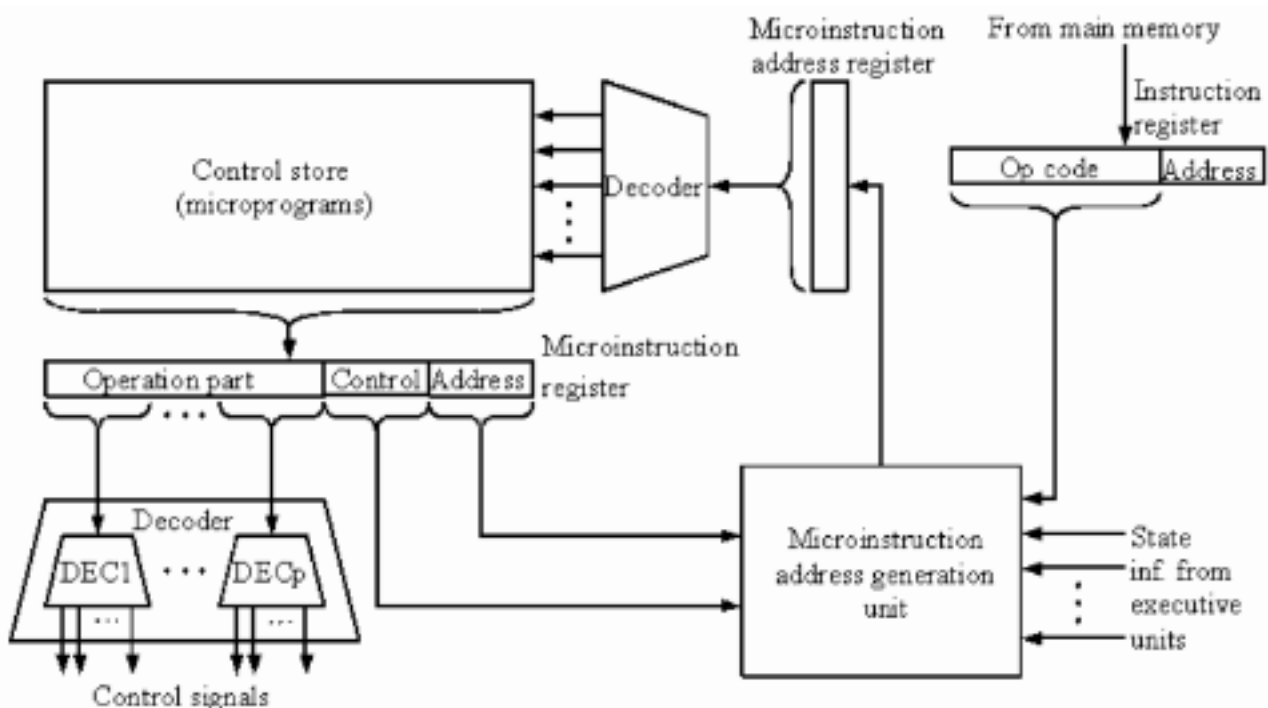 Microinstruction
address register
From main memory
Instruction
register
Op code
Address
Control store
(microprograms)
Decoder
Microinstruction
register
Operation part
Control
Address
Decoder
DEC1
DECp
Control signals
Microinstruction
address generation
unit
State
inf. from
executive
units